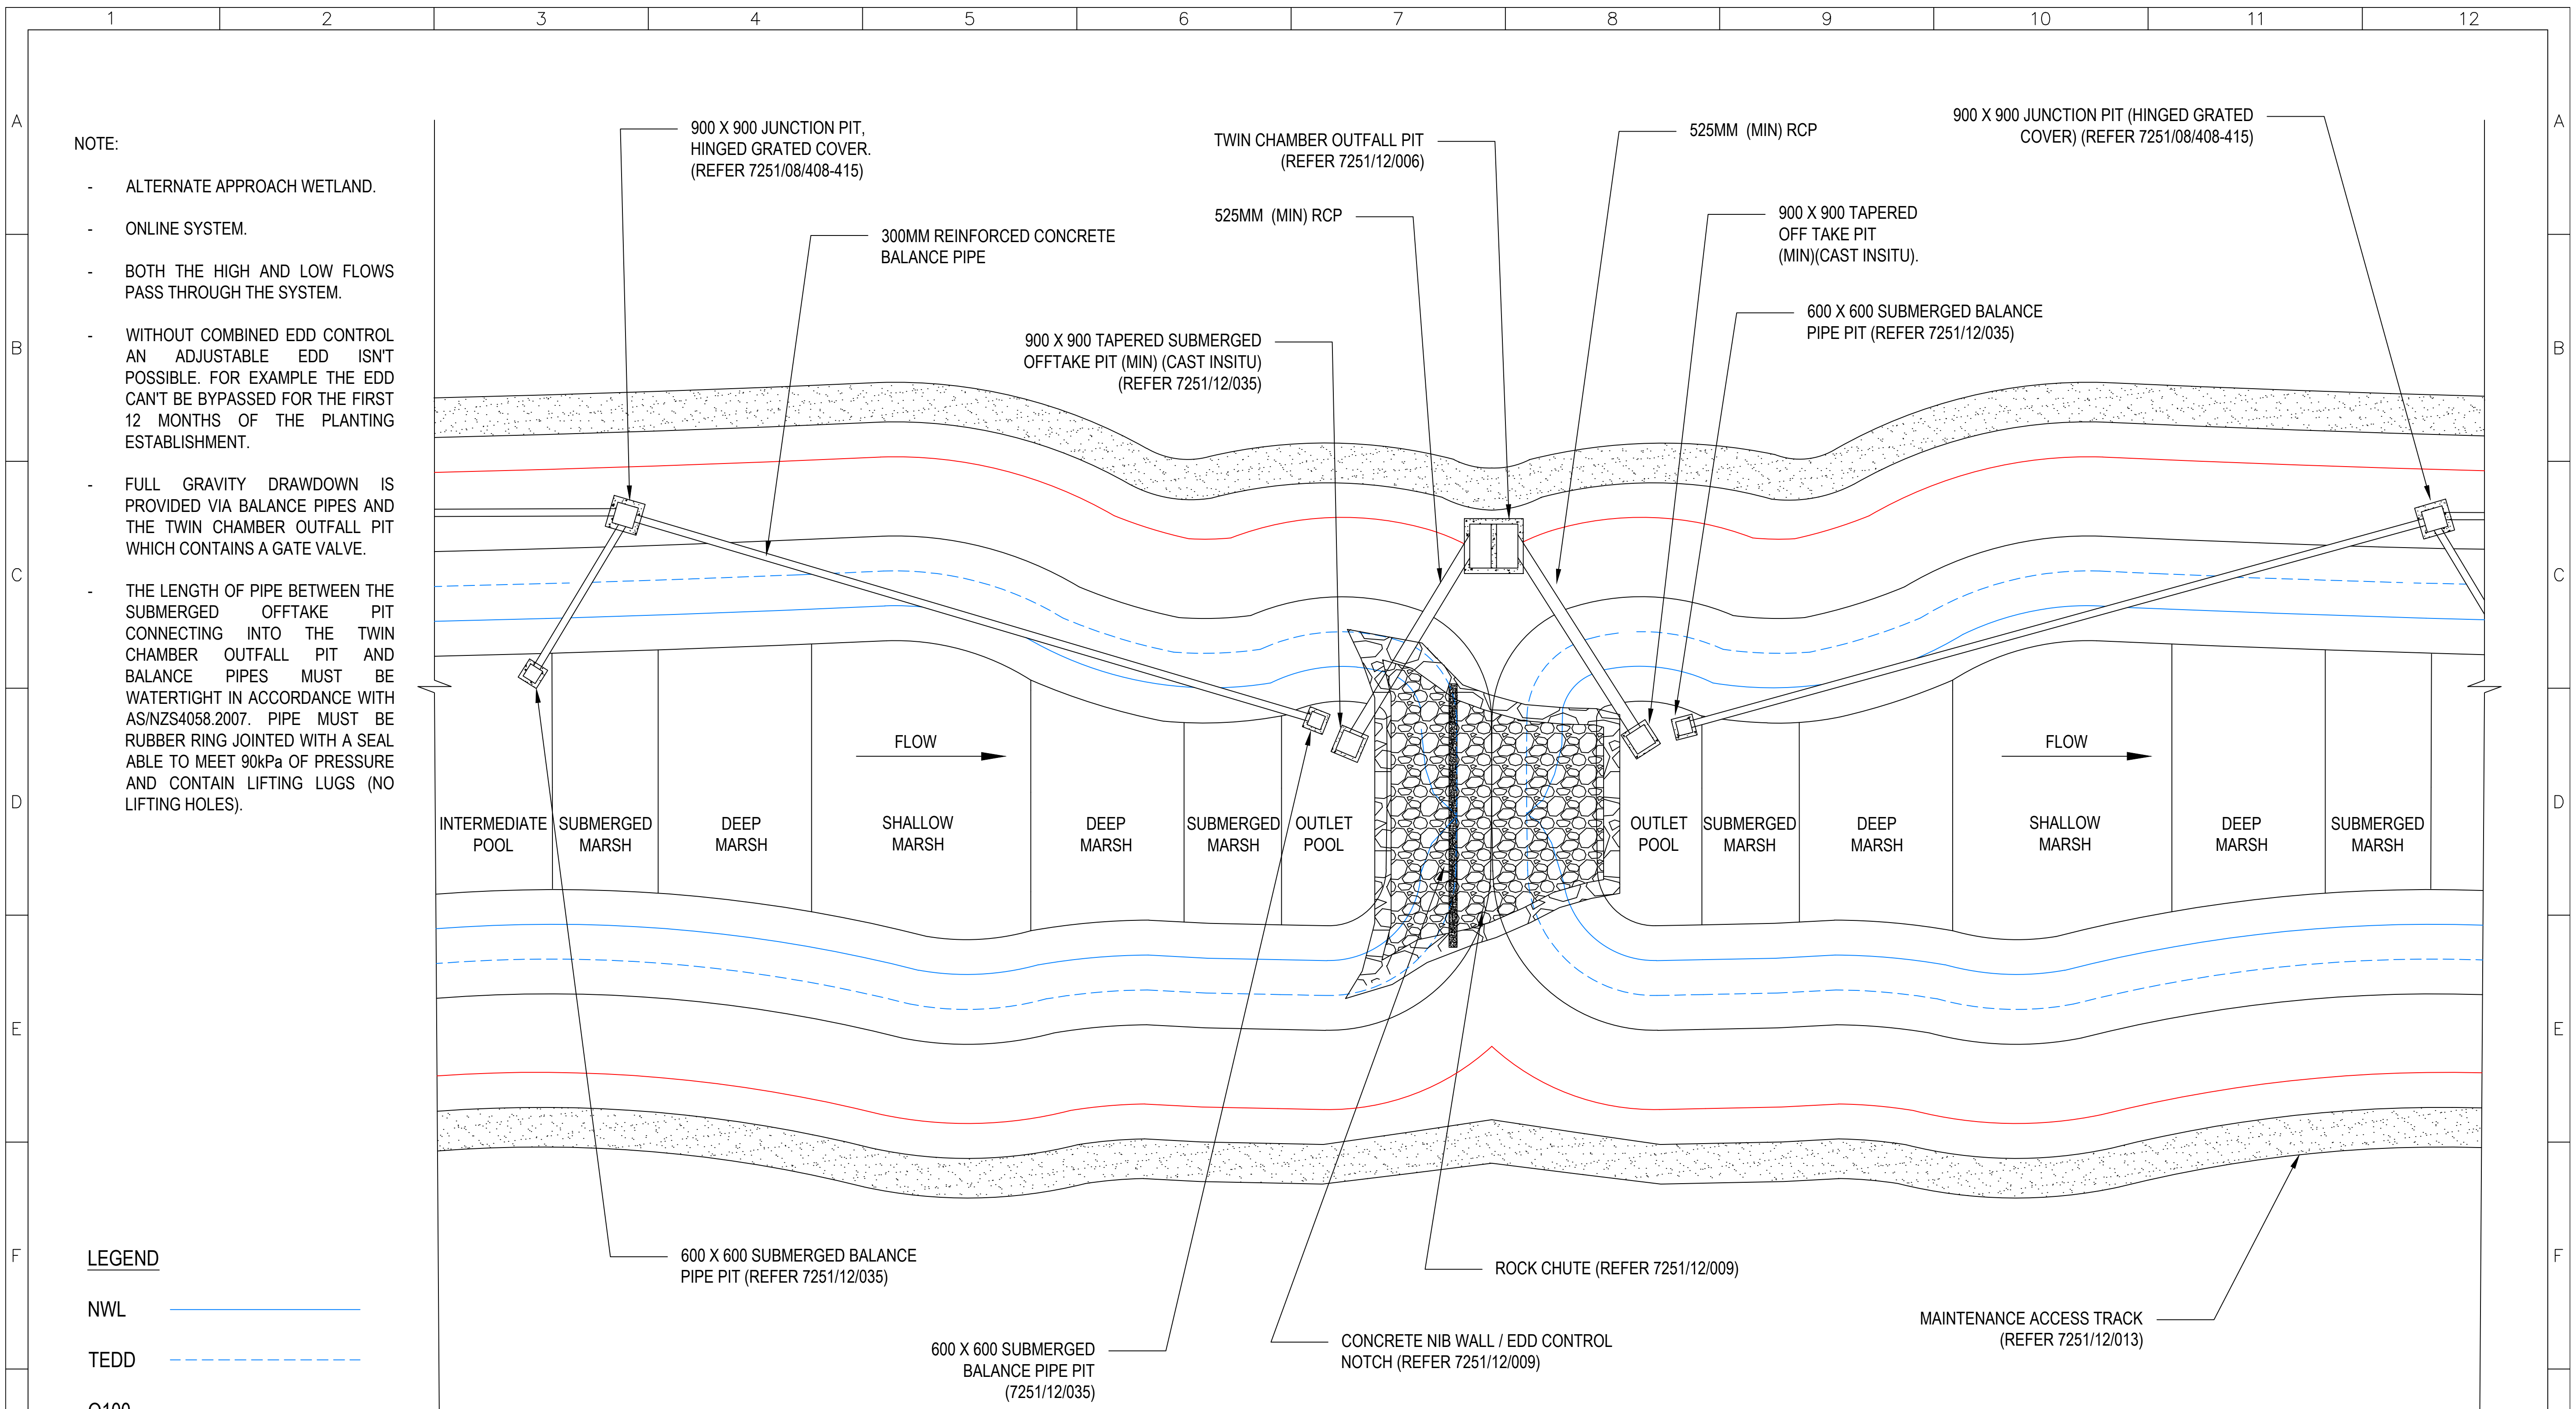 1 2 3 4 5 6 7 8 9 10 11 12
A
A
B
B
C
C
D
D
E
E
F
F
NOTE:
- ALTERNATE APPROACH WETLAND.
- ONLINE SYSTEM.
- BOTH THE HIGH AND LOW FLOWS
PASS THROUGH THE SYSTEM.
- WITHOUT COMBINED EDD CONTROL
AN ADJUSTABLE EDD ISN'T
POSSIBLE. FOR EXAMPLE THE EDD
CAN'T BE BYPASSED FOR THE FIRST
12 MONTHS OF THE PLANTING
ESTABLISHMENT.
- FULL GRAVITY DRAWDOWN IS
PROVIDED VIA BALANCE PIPES AND
THE TWIN CHAMBER OUTFALL PIT
WHICH CONTAINS A GATE VALVE.
- THE LENGTH OF PIPE BETWEEN THE
SUBMERGED OFFTAKE PIT
CONNECTING INTO THE TWIN
CHAMBER OUTFALL PIT AND
BALANCE PIPES MUST BE
WATERTIGHT IN ACCORDANCE WITH
AS/NZS4058.2007. PIPE MUST BE
RUBBER RING JOINTED WITH A SEAL
ABLE TO MEET 90kPa OF PRESSURE
AND CONTAIN LIFTING LUGS (NO
LIFTING HOLES).
900 X 900 JUNCTION PIT,
HINGED GRATED COVER.
(REFER 7251/08/408-415)
300MM REINFORCED CONCRETE
BALANCE PIPE
TWIN CHAMBER OUTFALL PIT
(REFER 7251/12/006)
525MM (MIN) RCP
900 X 900 TAPERED SUBMERGED
OFFTAKE PIT (MIN) (CAST INSITU)
(REFER 7251/12/035)
525MM (MIN) RCP
900 X 900 TAPERED
OFF TAKE PIT
(MIN)(CAST INSITU).
600 X 600 SUBMERGED BALANCE
PIPE PIT (REFER 7251/12/035)
900 X 900 JUNCTION PIT (HINGED GRATED
COVER) (REFER 7251/08/408-415)
FLOW
FLOW
INTERMEDIATE
POOL
SUBMERGED
MARSH
DEEP
MARSH
SHALLOW
MARSH
DEEP
MARSH
SUBMERGED
MARSH
OUTLET
POOL
OUTLET
POOL
SUBMERGED
MARSH
DEEP
MARSH
SHALLOW
MARSH
DEEP
MARSH
SUBMERGED
MARSH
600 X 600 SUBMERGED BALANCE
PIPE PIT (REFER 7251/12/035)
600 X 600 SUBMERGED
BALANCE PIPE PIT
(7251/12/035)
ROCK CHUTE (REFER 7251/12/009)
CONCRETE NIB WALL / EDD CONTROL
NOTCH (REFER 7251/12/009)
MAINTENANCE ACCESS TRACK
(REFER 7251/12/013)
LEGEND
NWL
TEDD